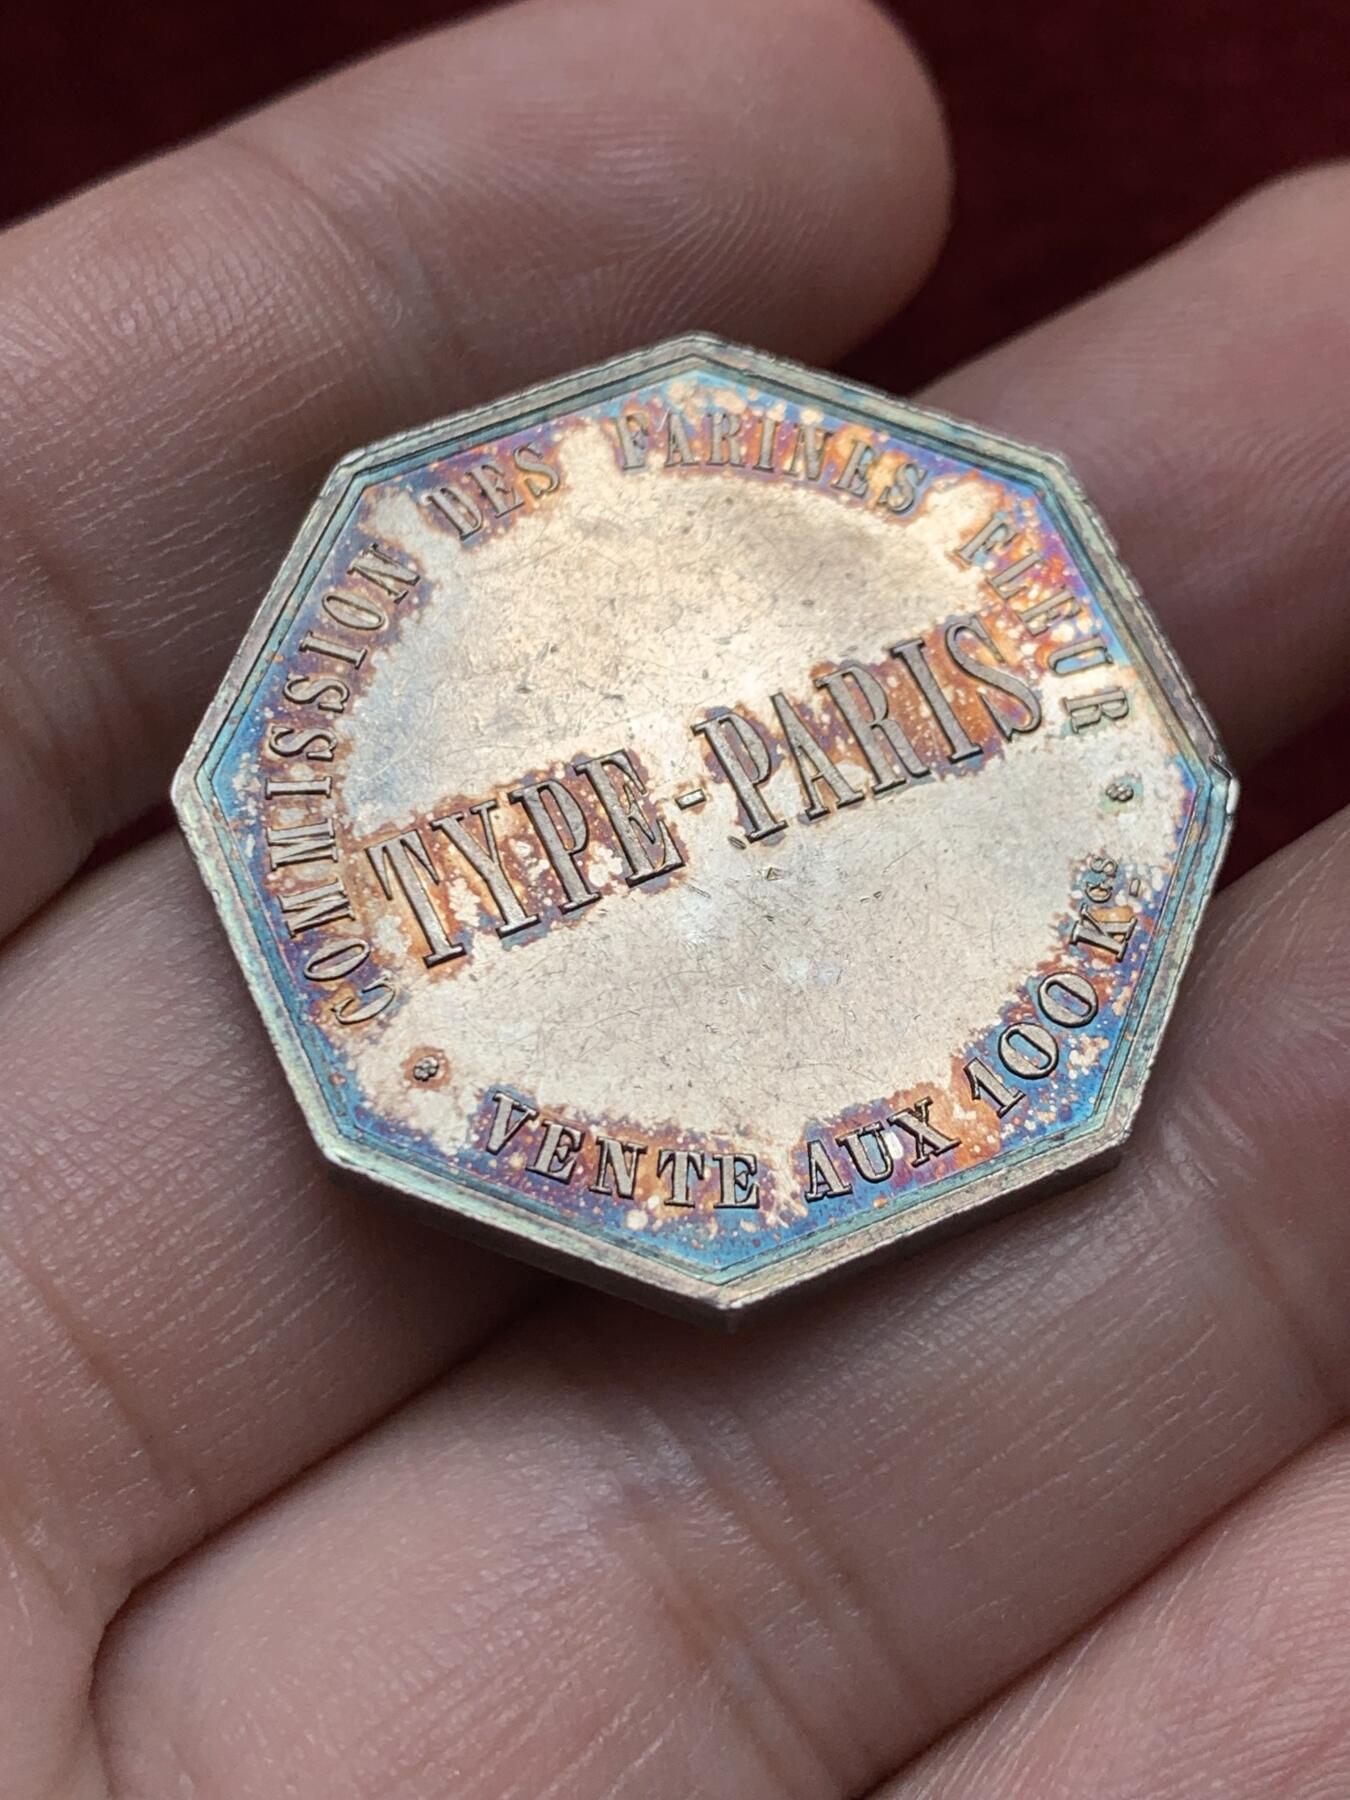 COMMISSION DES FARINES FLEUR
TYPE-PARIS
VENTE AUX 100 KGS